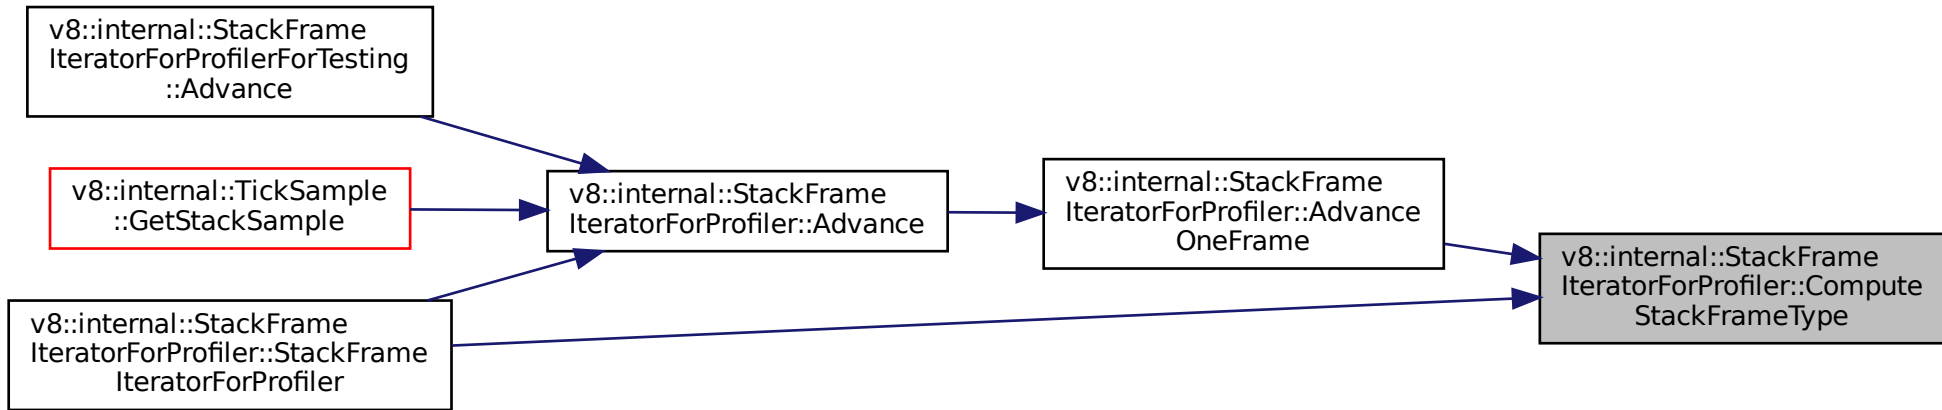 v8::internal::StackFrame
IteratorForProfilerForTesting
::Advance
v8::internal::TickSample
::GetStackSample
v8::internal::StackFrame
IteratorForProfiler::StackFrame
IteratorForProfiler
v8::internal::StackFrame
IteratorForProfiler::Advance
v8::internal::StackFrame
IteratorForProfiler::Advance
OneFrame
v8::internal::StackFrame
IteratorForProfiler::Compute
StackFrameType